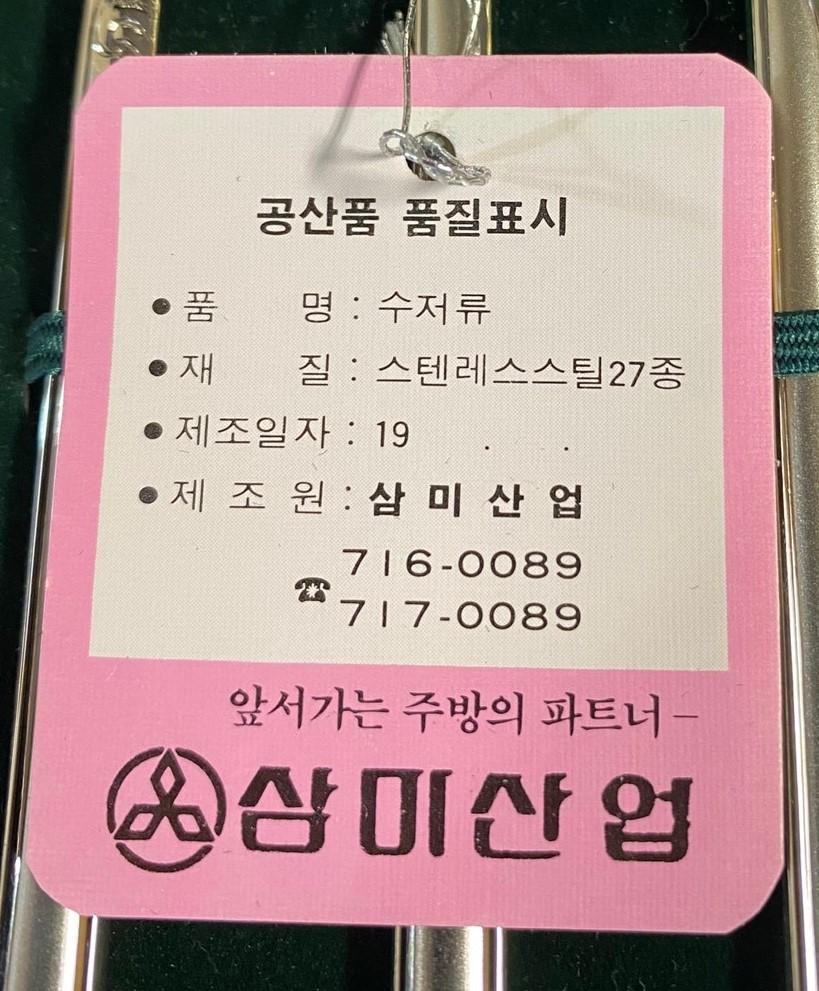 공산품 품질표시
● 품 명 : 수저류
● 재 질 : 스텐레스스틸27종
● 제조일자 : 19 . .
● 제 조 원 : 삼 미 산 업
☎ 716-0089
717-0089
앞서가는 주방의 파트너 –
삼미산업